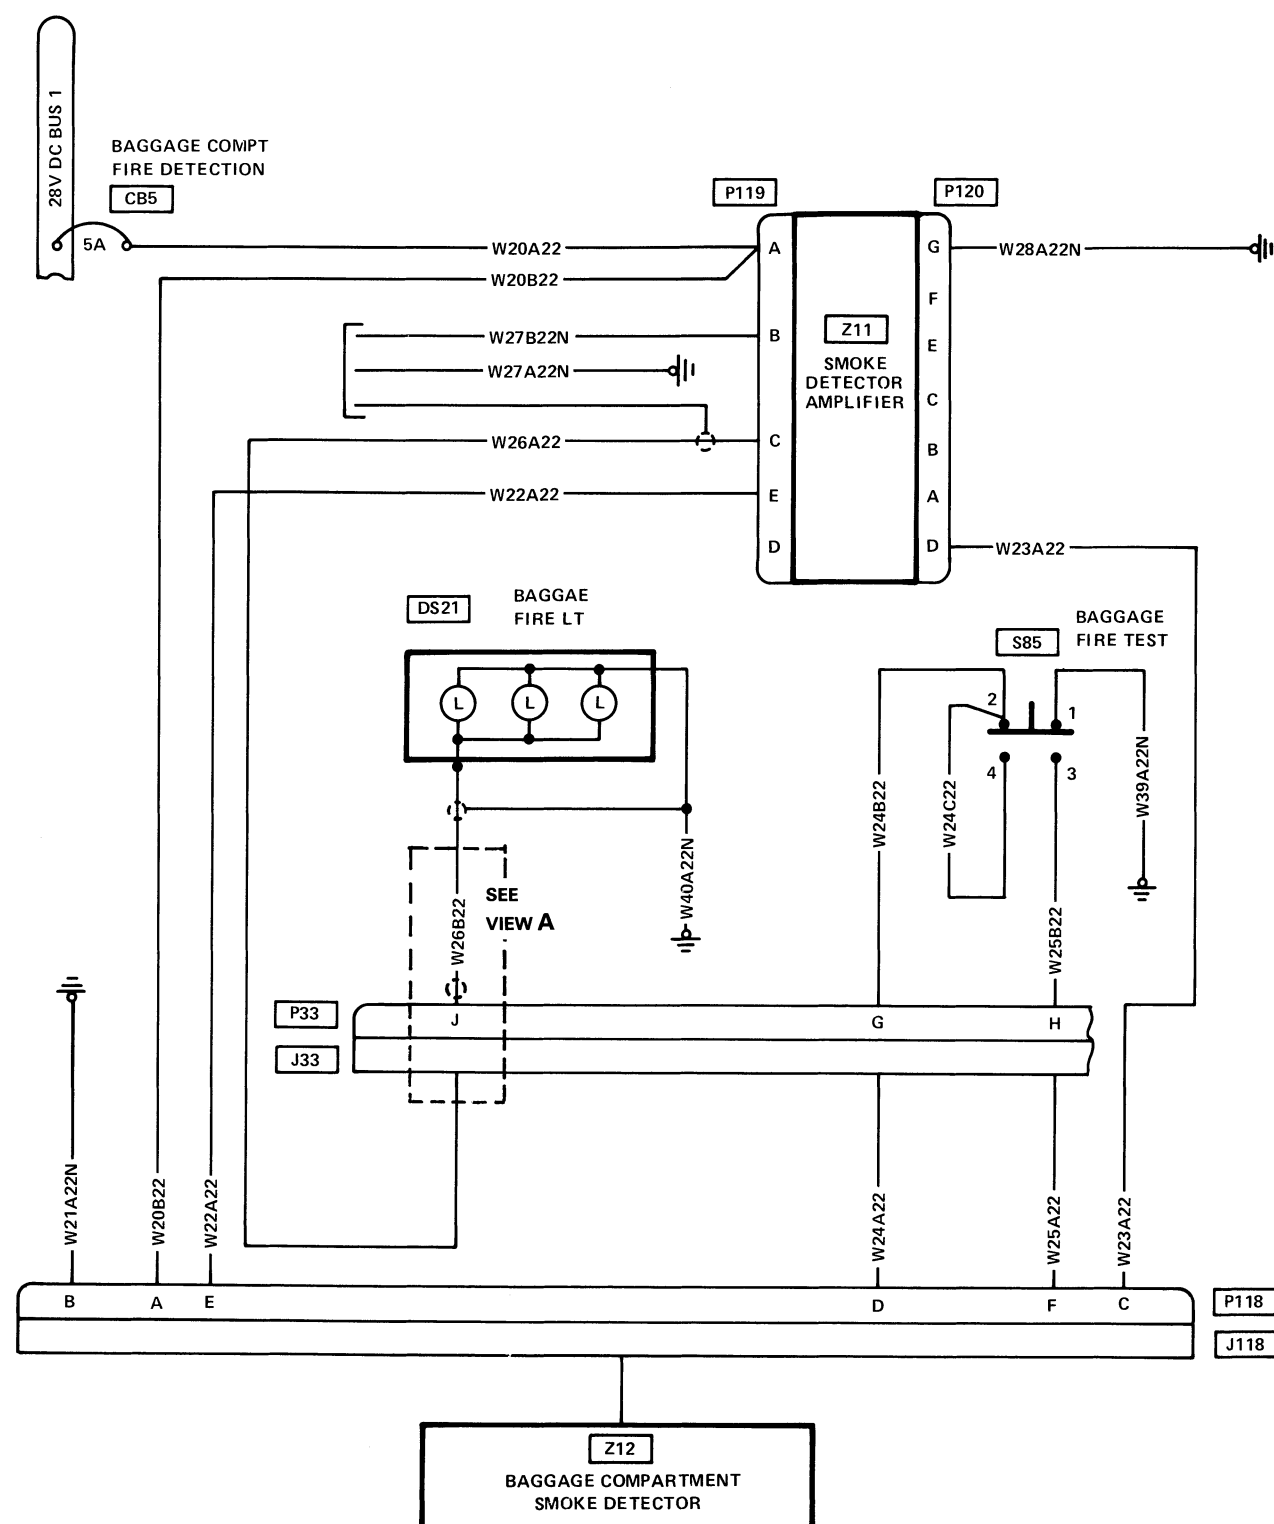 28V DC BUS 1
BAGGAGE COMPT
FIRE DETECTION
CB5
5A
P119
P120
W20A22
A
G
W28A22N
W20B22
F
W27B22N
B
Z11
E
W27A22N
SMOKE
DETECTOR
AMPLIFIER
C
W26A22
C
B
W22A22
E
A
D
D
W23A22
DS21
BAGGAE
FIRE LT
BAGGAGE
FIRE TEST
S85
L
L
L
2
1
4
3
W24B22
W24C22
W39A22N
W40A22N
SEE
VIEW A
W26B22
W25B22
P33
J
G
H
J33
W21A22N
W20B22
W22A22
W24A22
W25A22
W23A22
B
A
E
D
F
C
P118
J118
Z12
BAGGAGE COMPARTMENT
SMOKE DETECTOR